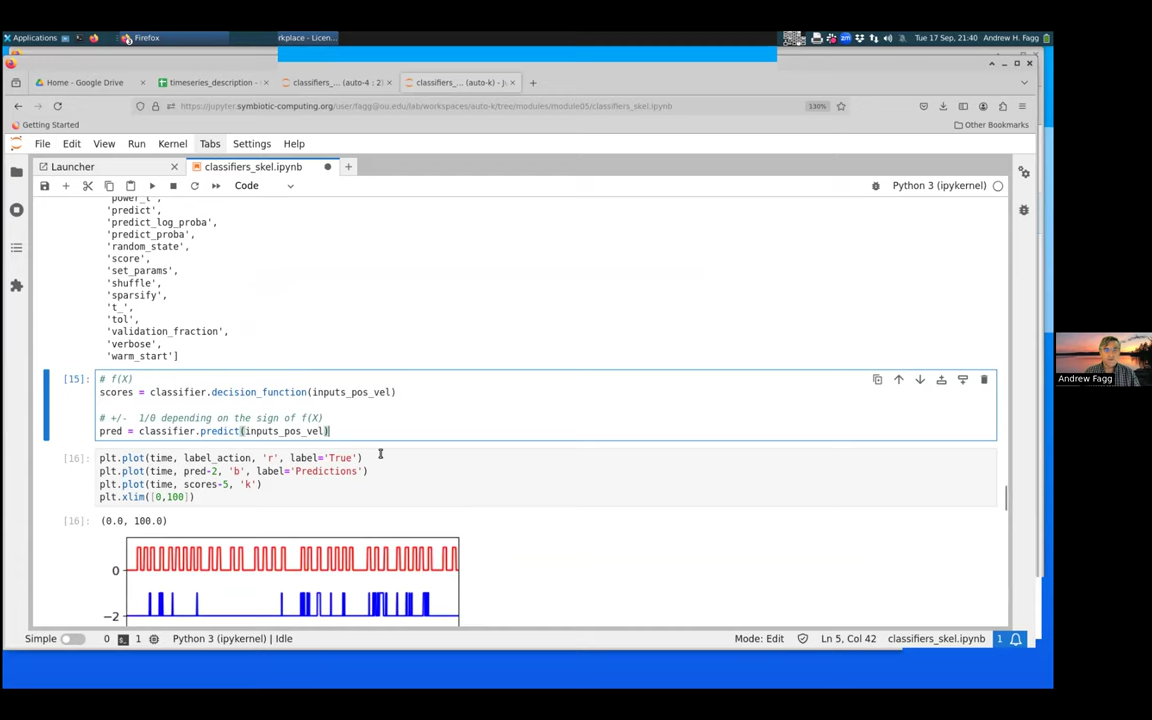 Applications
Firefox
rkplace - Licen...
Tue 17 Sep, 21:40 Andrew H. Fagg
Home - Google Drive
timeseries_description -
classifiers_... (auto-4 : 2)
classifiers_... (auto-k) - J
https://jupyter.symbiotic-computing.org/user/fagg@ou.edu/lab/workspaces/auto-k/tree/modules/module05/classifiers_skel.ipynb
130%
Getting Started
Other Bookmarks
File Edit View Run Kernel Tabs Settings Help
Launcher
classifiers_skel.ipynb
Code
Python 3 (ipykernel)
'power_t',
'predict',
'predict_log_proba',
'predict_proba',
'random_state',
'score',
'set_params',
'shuffle',
'sparsify',
't_',
'tol',
'validation_fraction',
'verbose',
'warm_start']
[15]: # f(X)
scores = classifier.decision_function(inputs_pos_vel)
# +/-  1/0 depending on the sign of f(X)
pred = classifier.predict(inputs_pos_vel)
[16]: plt.plot(time, label_action, 'r', label='True')
plt.plot(time, pred-2, 'b', label='Predictions')
plt.plot(time, scores-5, 'k')
plt.xlim([0,100])
[16]: (0.0, 100.0)
0
−2
Andrew Fagg
Simple 0 1 Python 3 (ipykernel) | Idle
Mode: Edit Ln 5, Col 42 classifiers_skel.ipynb 1